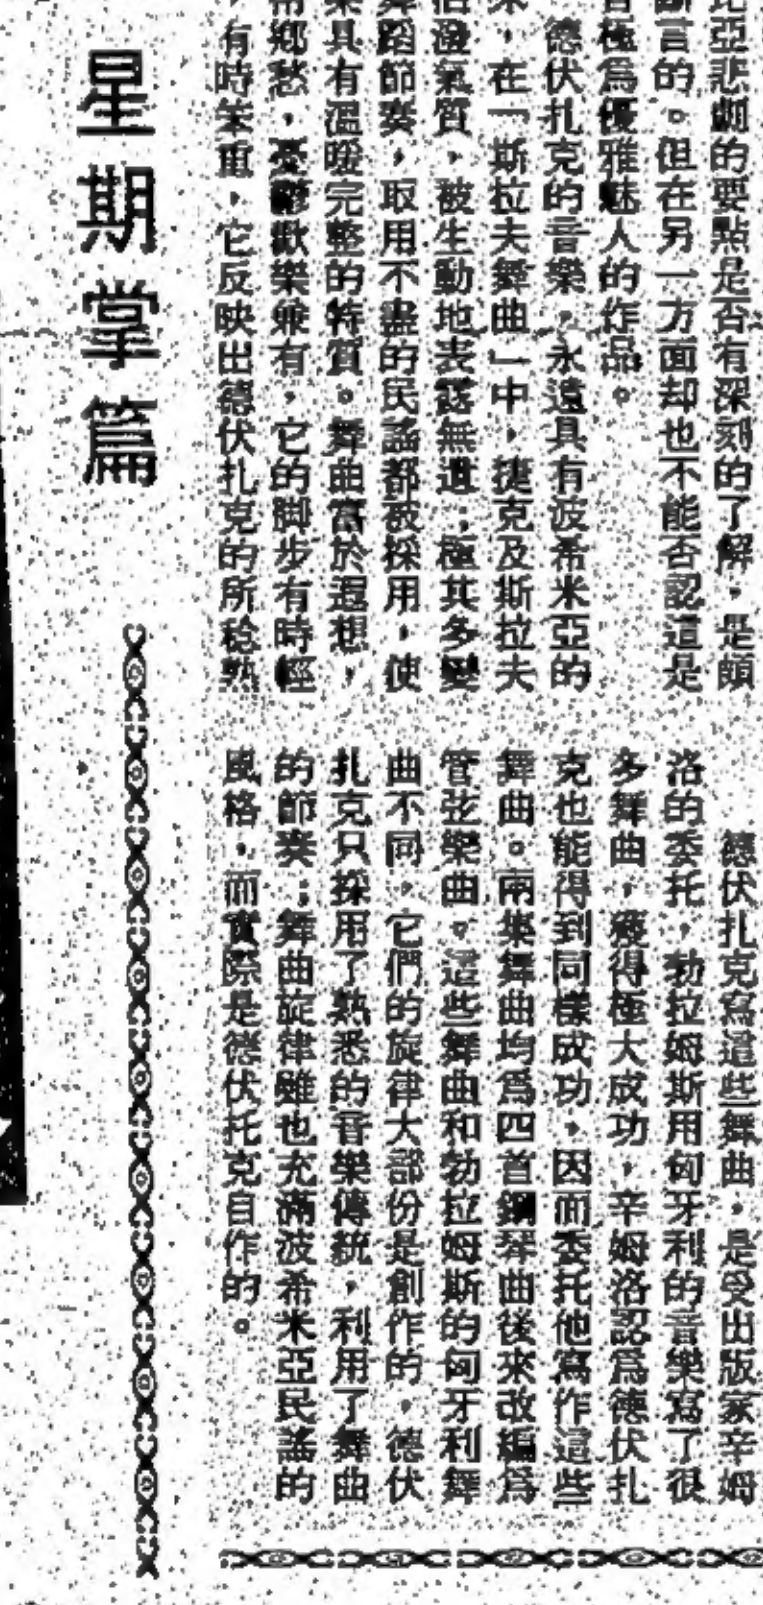 亞悲劇的要點是否有深刻的了解，是頗
言的。但在另一方面却也不能否認這是
極爲優雅魅人的作品。
德伏扎克的音樂，永遠具有波希米亞的
，在「斯拉夫舞曲」中，捷克及斯拉夫
潑氣質，被生動地表露無遺；極其多變
蹈節奏，取用不盡的民謠都被採用，使
具有溫暖完整的特質。舞曲富於遐想，
鄉愁，憂鬱歡樂兼有，它的脚步有時輕
，有時笨重，它反映出德伏扎克的所稔熟
德伏扎克寫這些舞曲，是受出版家辛姆
洛的委托，勃拉姆斯用匈牙利的音樂寫了很
多舞曲，獲得極大成功，辛姆洛認爲德伏扎
克也能得到同樣成功，因而委托他寫作這些
舞曲。兩集舞曲均爲四首鋼琴曲後來改編爲
管弦樂曲。這些舞曲和勃拉姆斯的匈牙利舞
曲不同，它們的旋律大部份是創作的，德伏
扎克只採用了熟悉的音樂傳統，利用了舞曲
的節奏；舞曲旋律雖也充滿波希米亞民謠的
風格，而實際是德伏托克自作的。
星期掌篇